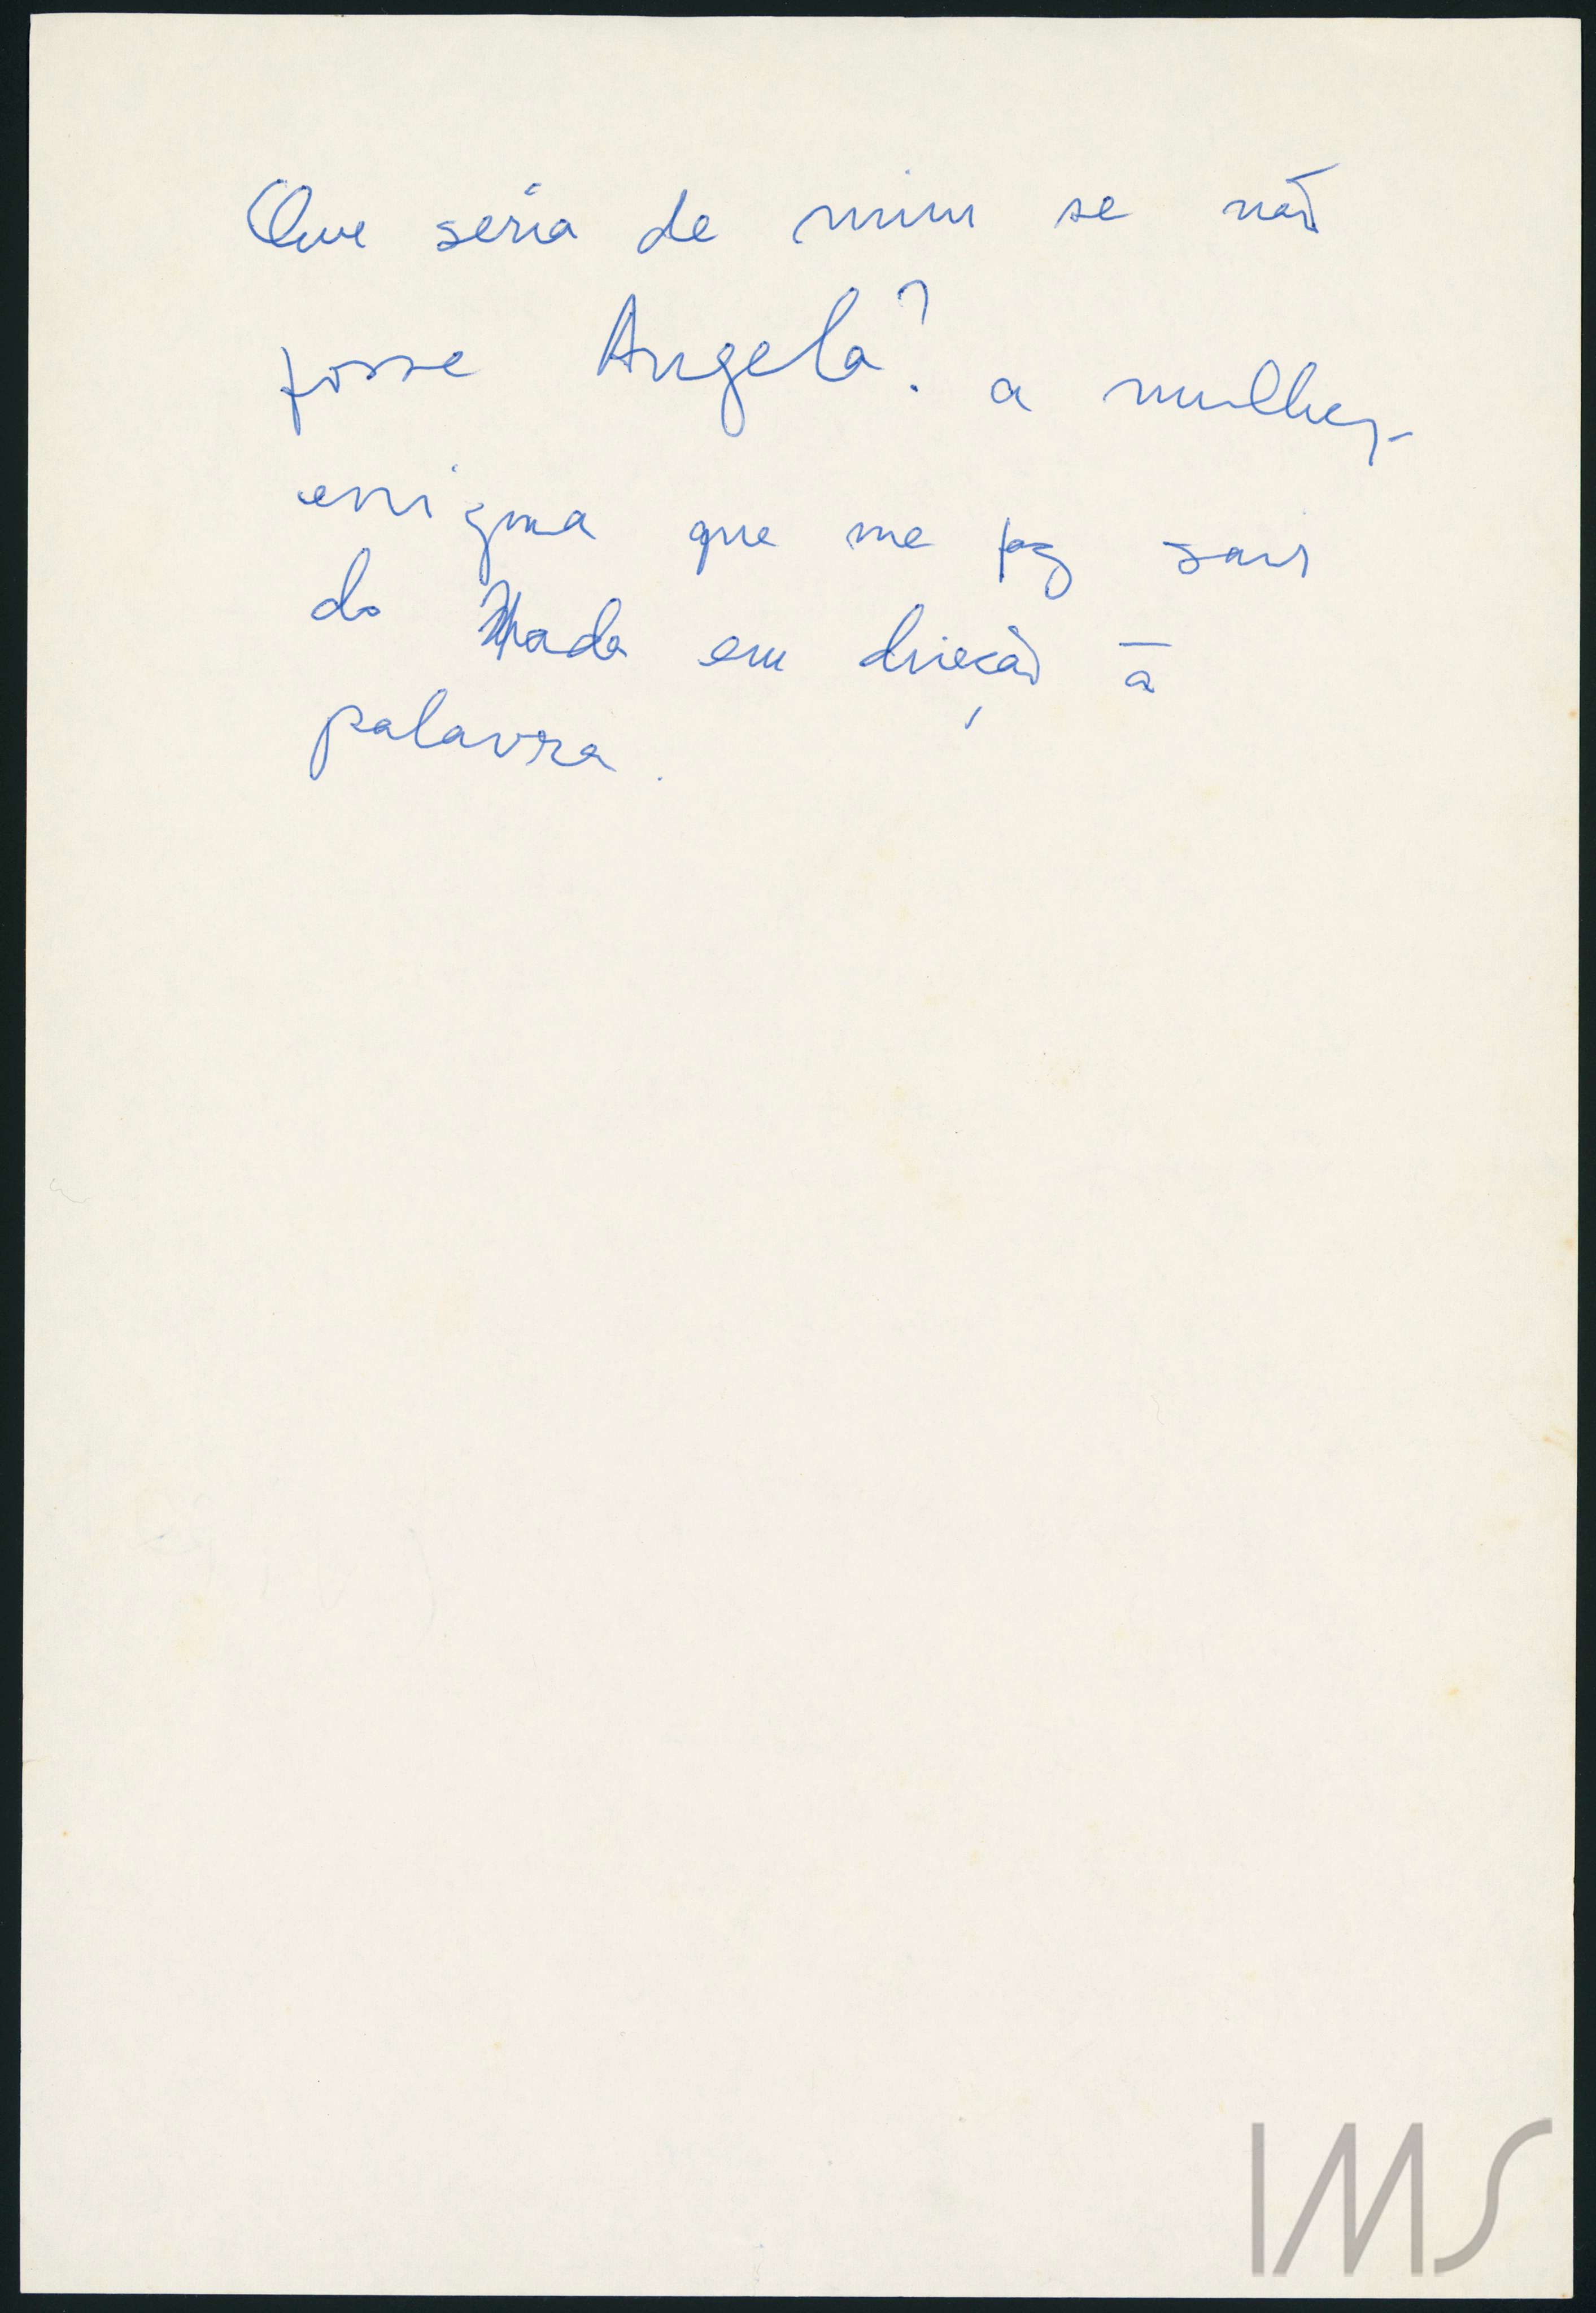 Que seria de mim se não
fosse Angela? a mulher-
enigma que me faz sair
do Nada em direção à
palavra.
IMS